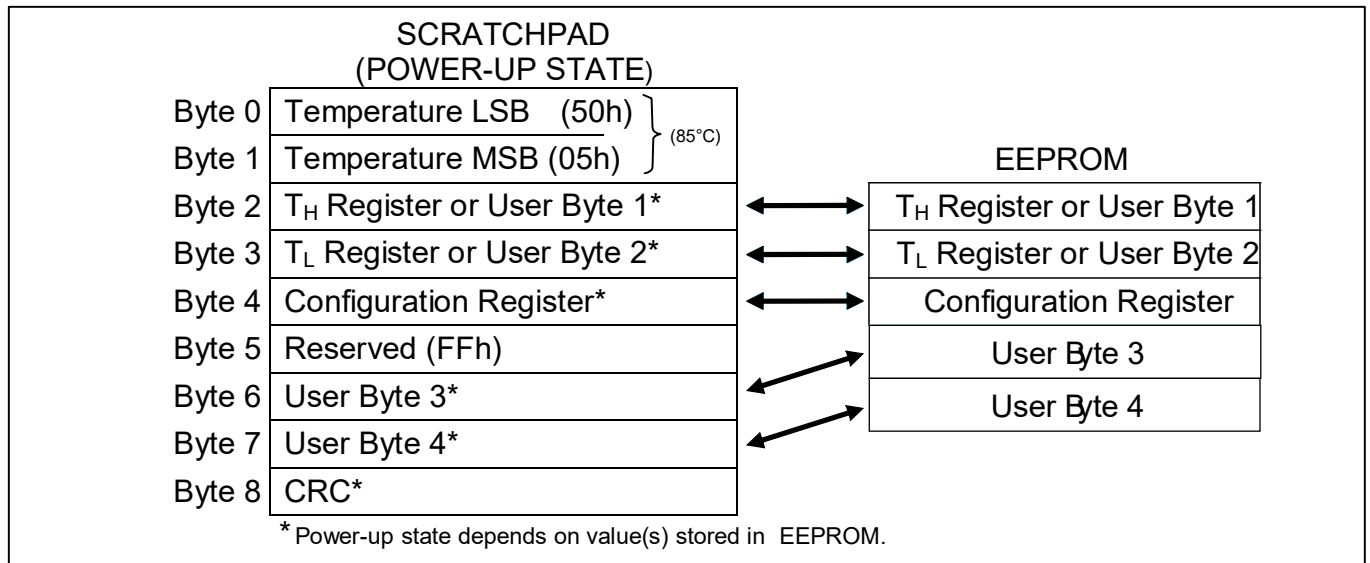 SCRATCHPAD
(POWER-UP STATE)
Byte 0 Temperature LSB (50h)
(85°C)
Byte 1 Temperature MSB (05h)
EEPROM
Byte 2 TH Register or User Byte 1* TH Register or User Byte 1
Byte 3 TL Register or User Byte 2* TL Register or User Byte 2
Byte 4 Configuration Register* Configuration Register
Byte 5 Reserved (FFh) User Byte 3
Byte 6 User Byte 3* User Byte 4
Byte 7 User Byte 4*
Byte 8 CRC*
* Power-up state depends on value(s) stored in EEPROM.